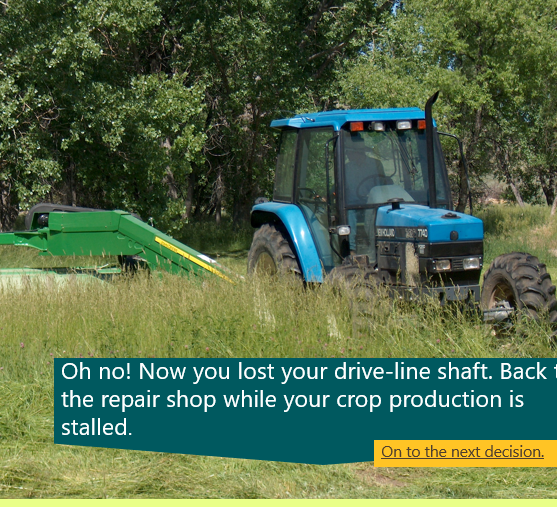 7740
Oh no! Now you lost your drive-line shaft. Back
the repair shop while your crop production is
stalled.
On to the next decision.